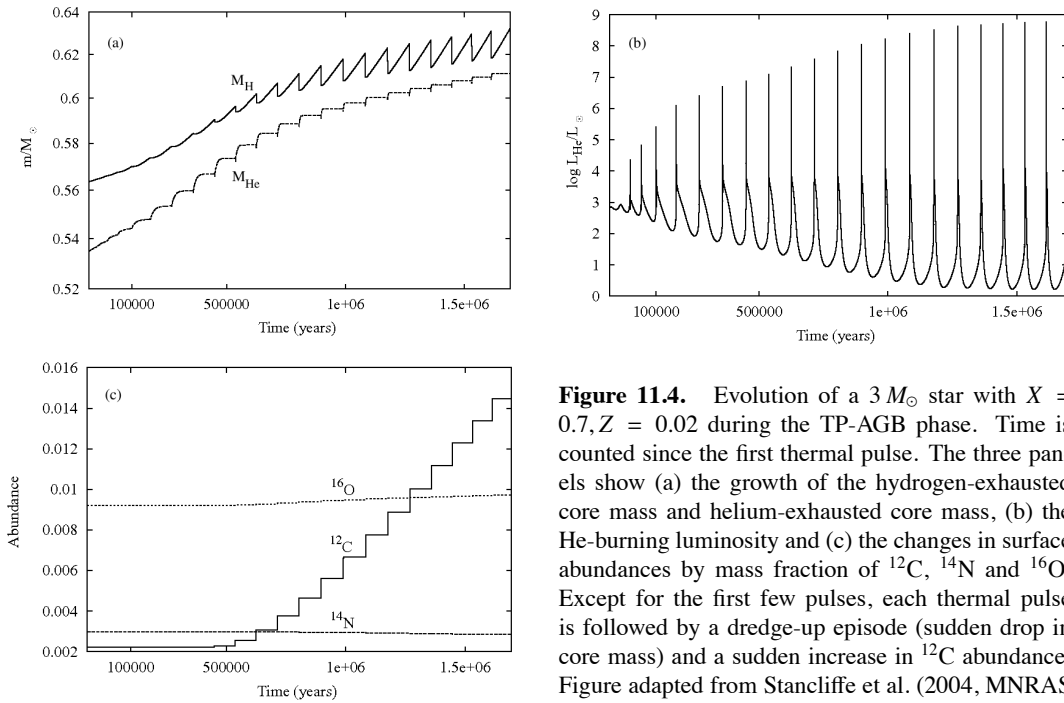 0.64
0.62
0.6
0.58
0.56
0.54
0.52
m/M☉
(a)
M_H
M_He
100000 500000 1e+06 1.5e+06
Time (years)
9
8
7
6
5
4
3
2
1
0
log L_He/L☉
(b)
100000 500000 1e+06 1.5e+06
Time (years)
0.016
0.014
0.012
0.01
0.008
0.006
0.004
0.002
Abundance
(c)
¹⁶O
¹²C
¹⁴N
100000 500000 1e+06 1.5e+06
Time (years)
Figure 11.4. Evolution of a 3 M☉ star with X =
0.7, Z = 0.02 during the TP-AGB phase. Time is
counted since the first thermal pulse. The three pan
els show (a) the growth of the hydrogen-exhausted
core mass and helium-exhausted core mass, (b) the
He-burning luminosity and (c) the changes in surface
abundances by mass fraction of ¹²C, ¹⁴N and ¹⁶O
Except for the first few pulses, each thermal pulse
is followed by a dredge-up episode (sudden drop in
core mass) and a sudden increase in ¹²C abundance
Figure adapted from Stancliffe et al. (2004, MNRAS